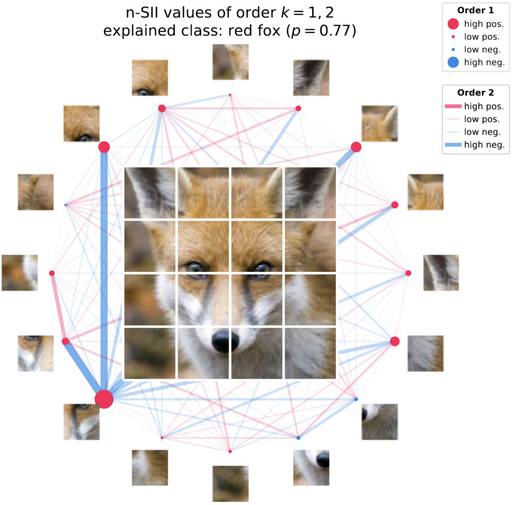 n-SII values of order k = 1, 2
explained class: red fox (p = 0.77)
Order 1
high pos.
low pos.
low neg.
high neg.
Order 2
high pos.
low pos.
low neg.
high neg.